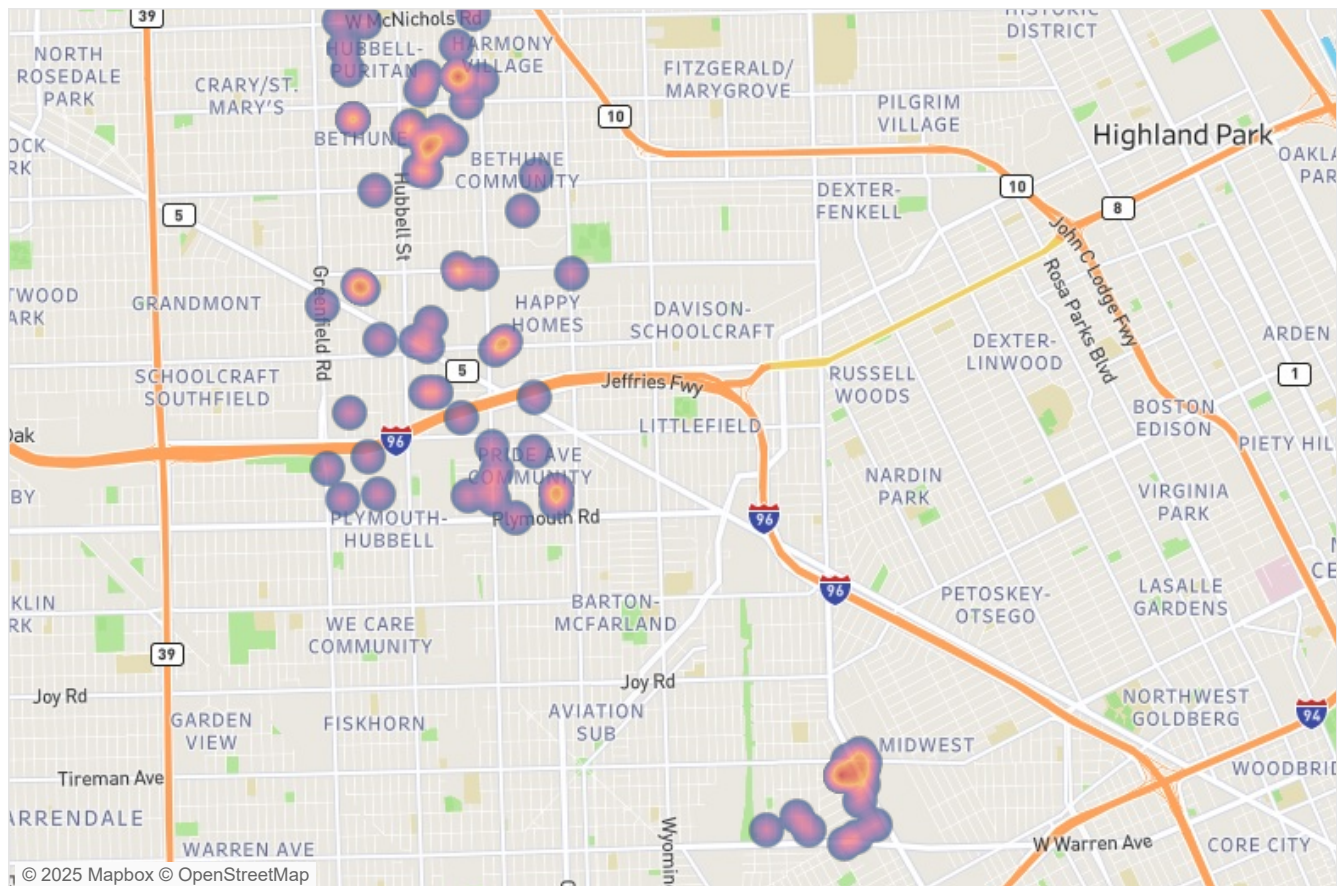 39
W McNichols Rd
HISTORIC
DISTRICT
NORTH
ROSEDALE
PARK
HUBBELL-
PURITAN
HARMONY
VILLAGE
CRARY/ST.
MARY'S
FITZGERALD/
MARYGROVE
PILGRIM
VILLAGE
10
Highland Park
BETHUNE
BETHUNE
COMMUNITY
OCK
RK
OAKLA
PAR
5
10
8
DEXTER-
FENKELL
Hubbell St
John C Lodge Fwy
Rosa Parks Blvd
Greenfield Rd
TWOOD
ARK
GRANDMONT
HAPPY
HOMES
DAVISON-
SCHOOLCRAFT
DEXTER-
LINWOOD
ARDEN
5
1
SCHOOLCRAFT
SOUTHFIELD
Jeffries Fwy
RUSSELL
WOODS
BOSTON
EDISON
LITTLEFIELD
Oak
96
PIETY HIL
PRIDE AVE
COMMUNITY
NARDIN
PARK
VIRGINIA
PARK
BY
PLYMOUTH-
HUBBELL
Plymouth Rd
96
CE
96
KLIN
RK
WE CARE
COMMUNITY
BARTON-
MCFARLAND
PETOSKEY-
OTSEGO
LASALLE
GARDENS
39
Joy Rd
Joy Rd
GARDEN
VIEW
FISKHORN
AVIATION
SUB
NORTHWEST
GOLDBERG
94
MIDWEST
Tireman Ave
WOODBRID
ARRENDALE
WARREN AVE
Wyomin
W Warren Ave
CORE CITY
© 2025 Mapbox © OpenStreetMap